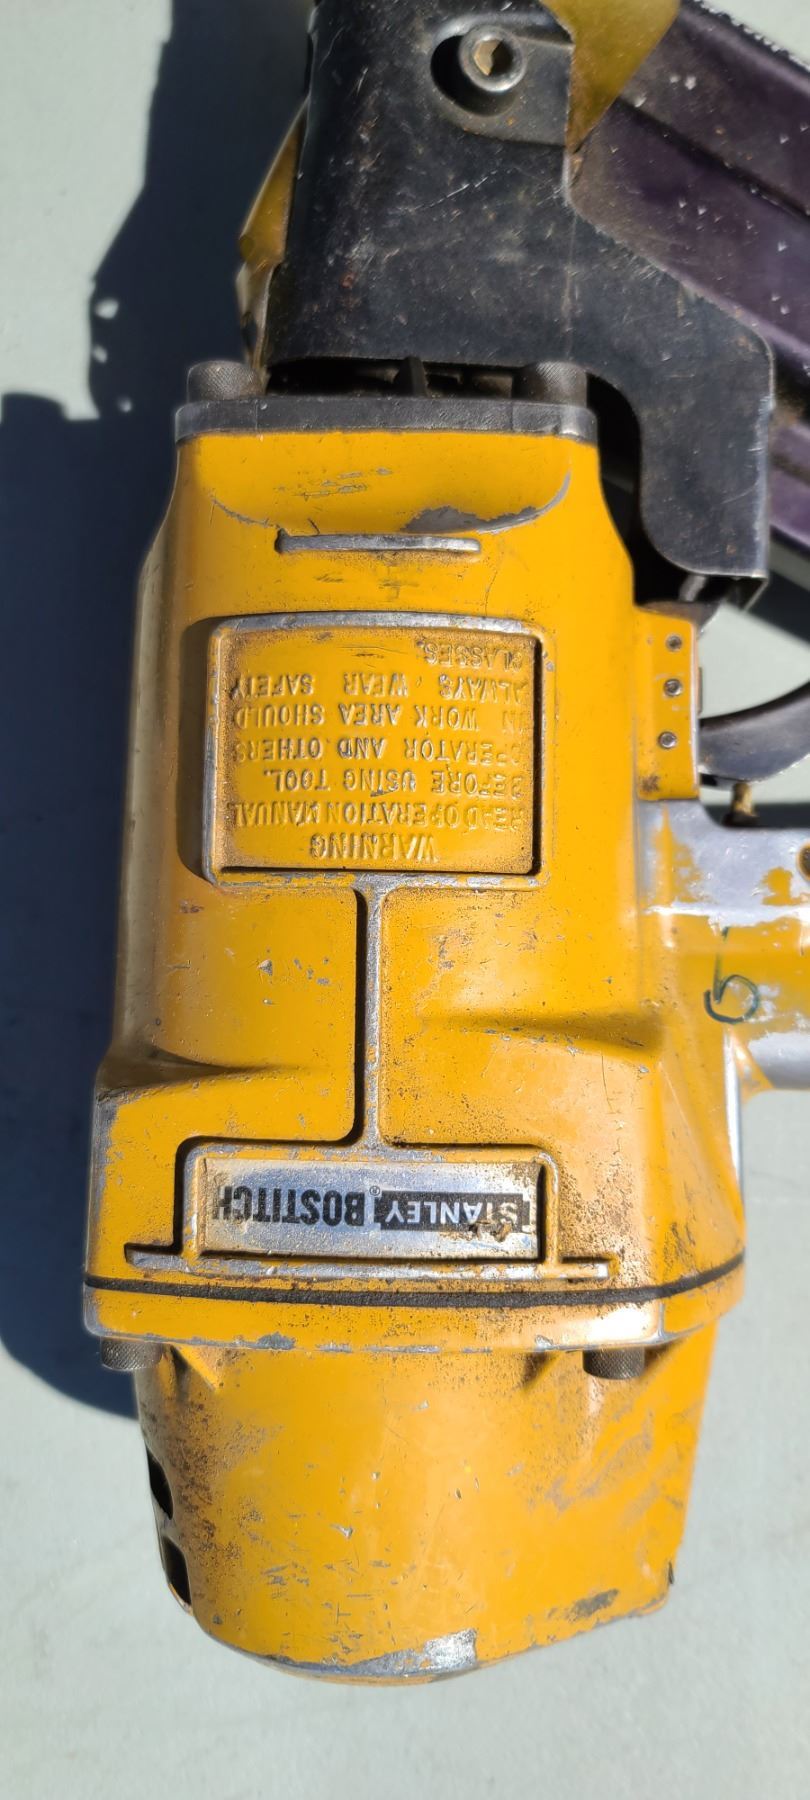 WARNING
READ OPERATION MANUAL
BEFORE USING TOOL.
OPERATOR AND OTHERS
IN WORK AREA SHOULD
ALWAYS WEAR SAFETY
GLASSES.
STANLEY® BOSTITCH
5